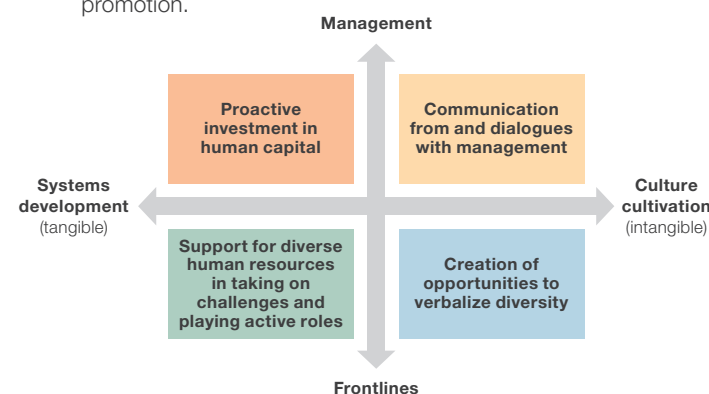 promotion.
Management
Proactive
investment in
human capital
Communication
from and dialogues
with management
Systems
development
(tangible)
Culture
cultivation
(intangible)
Support for diverse
human resources
in taking on
challenges and
playing active roles
Creation of
opportunities to
verbalize diversity
Frontlines